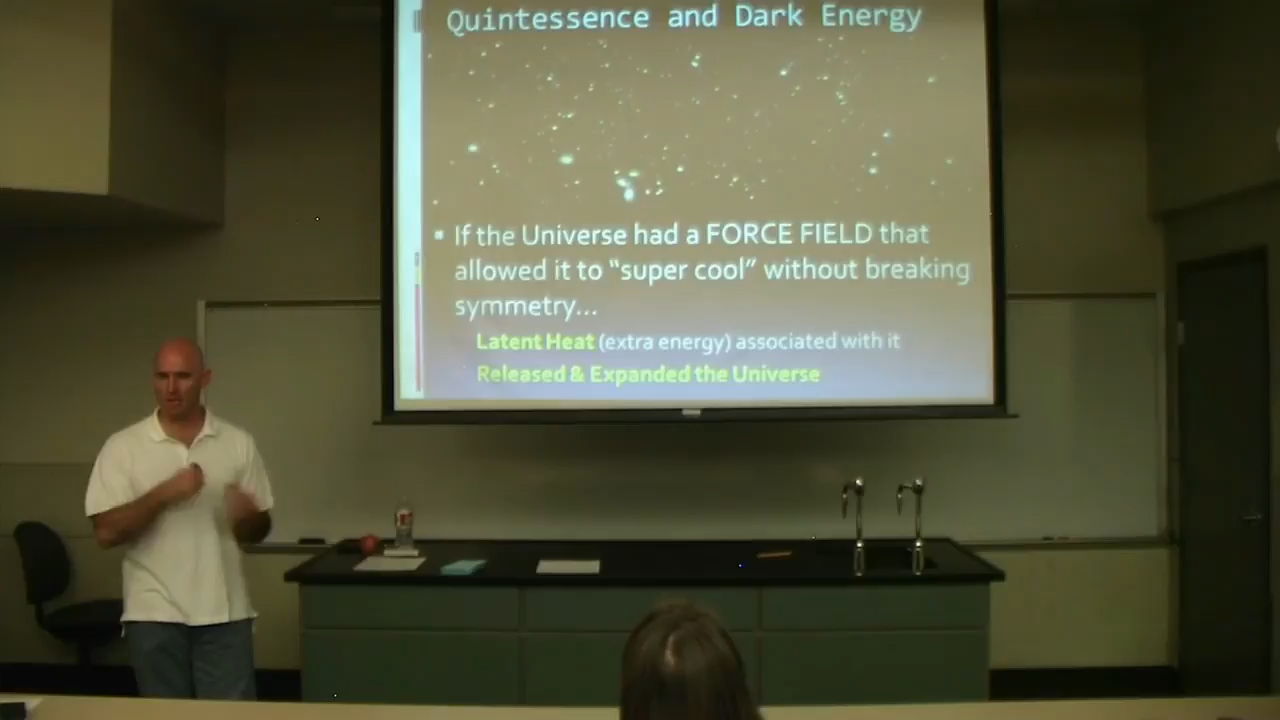 Quintessence and Dark Energy
▪ If the Universe had a FORCE FIELD that
allowed it to “super cool” without breaking
symmetry...
Latent Heat (extra energy) associated with it
Released & Expanded the Universe